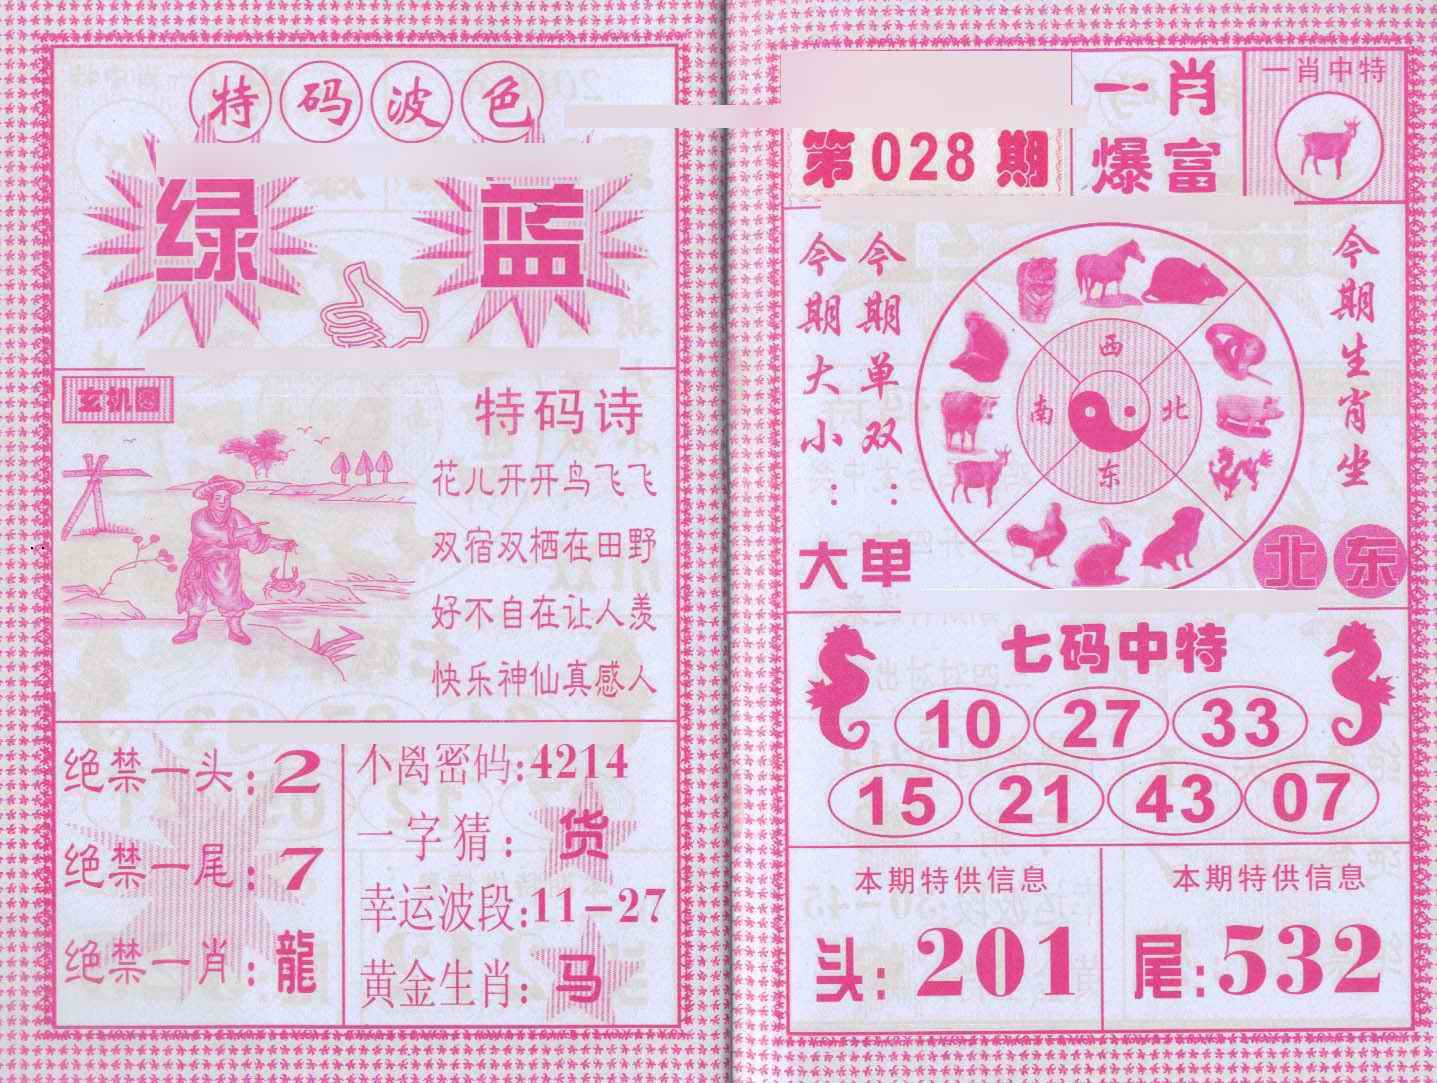 特码波色
绿 蓝
玄机图
特码诗
花儿开开鸟飞飞
双宿双栖在田野
好不自在让人羡
快乐神仙真感人
绝禁一头：2
绝禁一尾：7
绝禁一肖：龍
不离密码：4214
一字猜：货
幸运波段：11-27
黄金生肖：马
第028期
一肖
爆富
一肖中特
今期大小：大
今期单双：单
西
南
北
东
今期生肖坐
北东
七码中特
10 27 33
15 21 43 07
本期特供信息
头：201
本期特供信息
尾：532